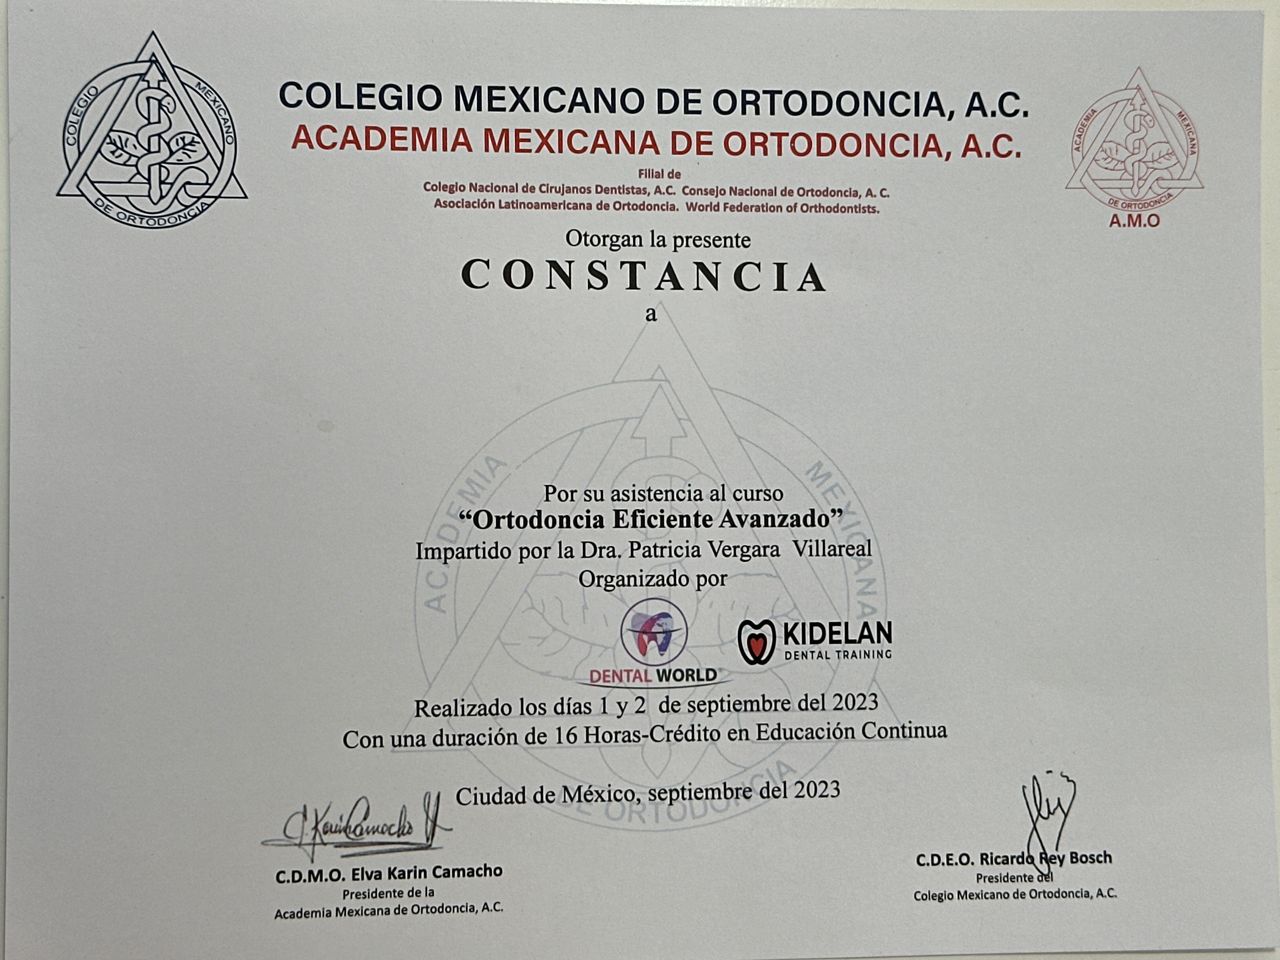 COLEGIO MEXICANO DE ORTODONCIA
COLEGIO MEXICANO DE ORTODONCIA, A.C.
ACADEMIA MEXICANA DE ORTODONCIA, A.C.
ACADEMIA MEXICANA DE ORTODONCIA
A.M.O
Filial de
Colegio Nacional de Cirujanos Dentistas, A.C. Consejo Nacional de Ortodoncia, A. C.
Asociación Latinoamericana de Ortodoncia. World Federation of Orthodontists.
Otorgan la presente
CONSTANCIA
a
ACADEMIA MEXICANA DE ORTODONCIA
Por su asistencia al curso
“Ortodoncia Eficiente Avanzado”
Impartido por la Dra. Patricia Vergara Villareal
Organizado por
DENTAL WORLD
KIDELAN
DENTAL TRAINING
Realizado los días 1 y 2 de septiembre del 2023
Con una duración de 16 Horas-Crédito en Educación Continua
Ciudad de México, septiembre del 2023
C.D.M.O. Elva Karin Camacho
Presidente de la
Academia Mexicana de Ortodoncia, A.C.
C.D.E.O. Ricardo Rey Bosch
Presidente del
Colegio Mexicano de Ortodoncia, A.C.